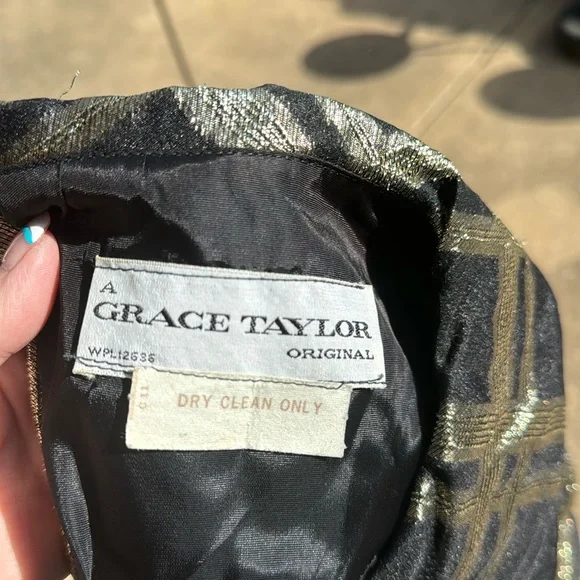 A
GRACE TAYLOR
WPL12636 ORIGINAL
DRY CLEAN ONLY